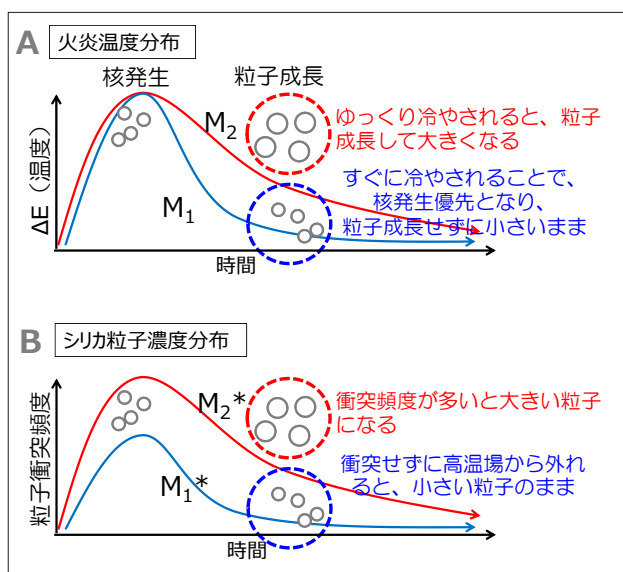 A 火炎温度分布
核発生
粒子成長
ΔE（温度）
M2
M1
ゆっくり冷やされると、粒子
成長して大きくなる
すぐに冷やされることで、
核発生優先となり、
粒子成長せずに小さいまま
時間
B シリカ粒子濃度分布
粒子衝突頻度
M2*
M1*
衝突頻度が多いと大きい粒子
になる
衝突せずに高温場から外れ
ると、小さい粒子のまま
時間